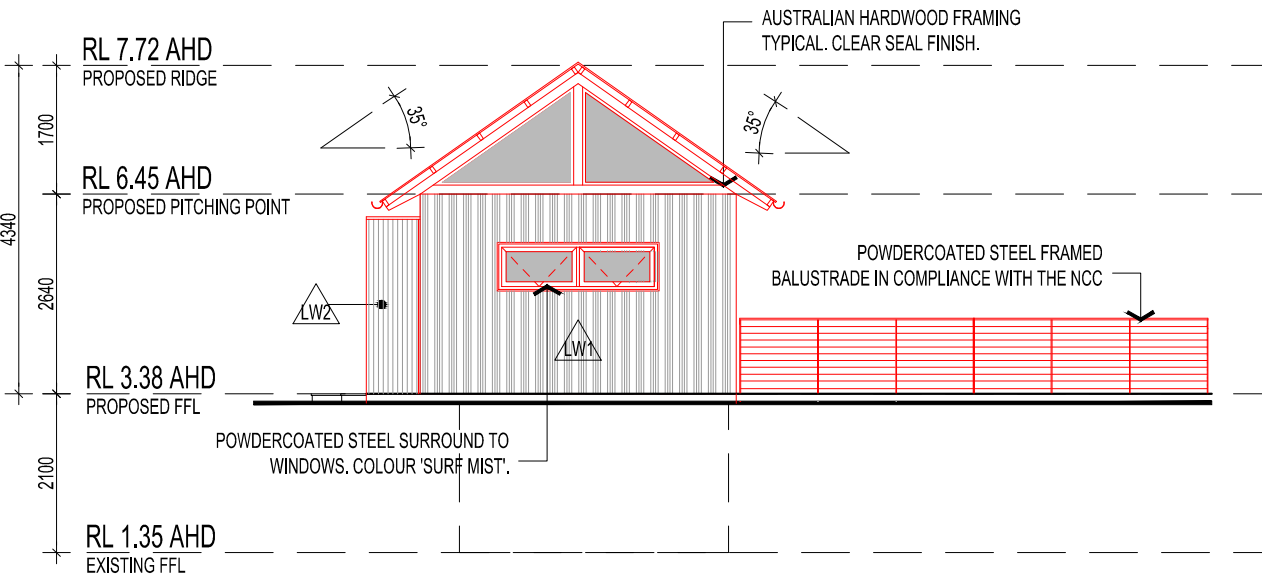 AUSTRALIAN HARDWOOD FRAMING
TYPICAL. CLEAR SEAL FINISH.
RL 7.72 AHD
PROPOSED RIDGE
35°
35°
1700
RL 6.45 AHD
PROPOSED PITCHING POINT
4340
POWDERCOATED STEEL FRAMED
BALUSTRADE IN COMPLIANCE WITH THE NCC
2640
LW2
LW1
RL 3.38 AHD
PROPOSED FFL
POWDERCOATED STEEL SURROUND TO
WINDOWS. COLOUR 'SURF MIST'.
2100
RL 1.35 AHD
EXISTING FFL